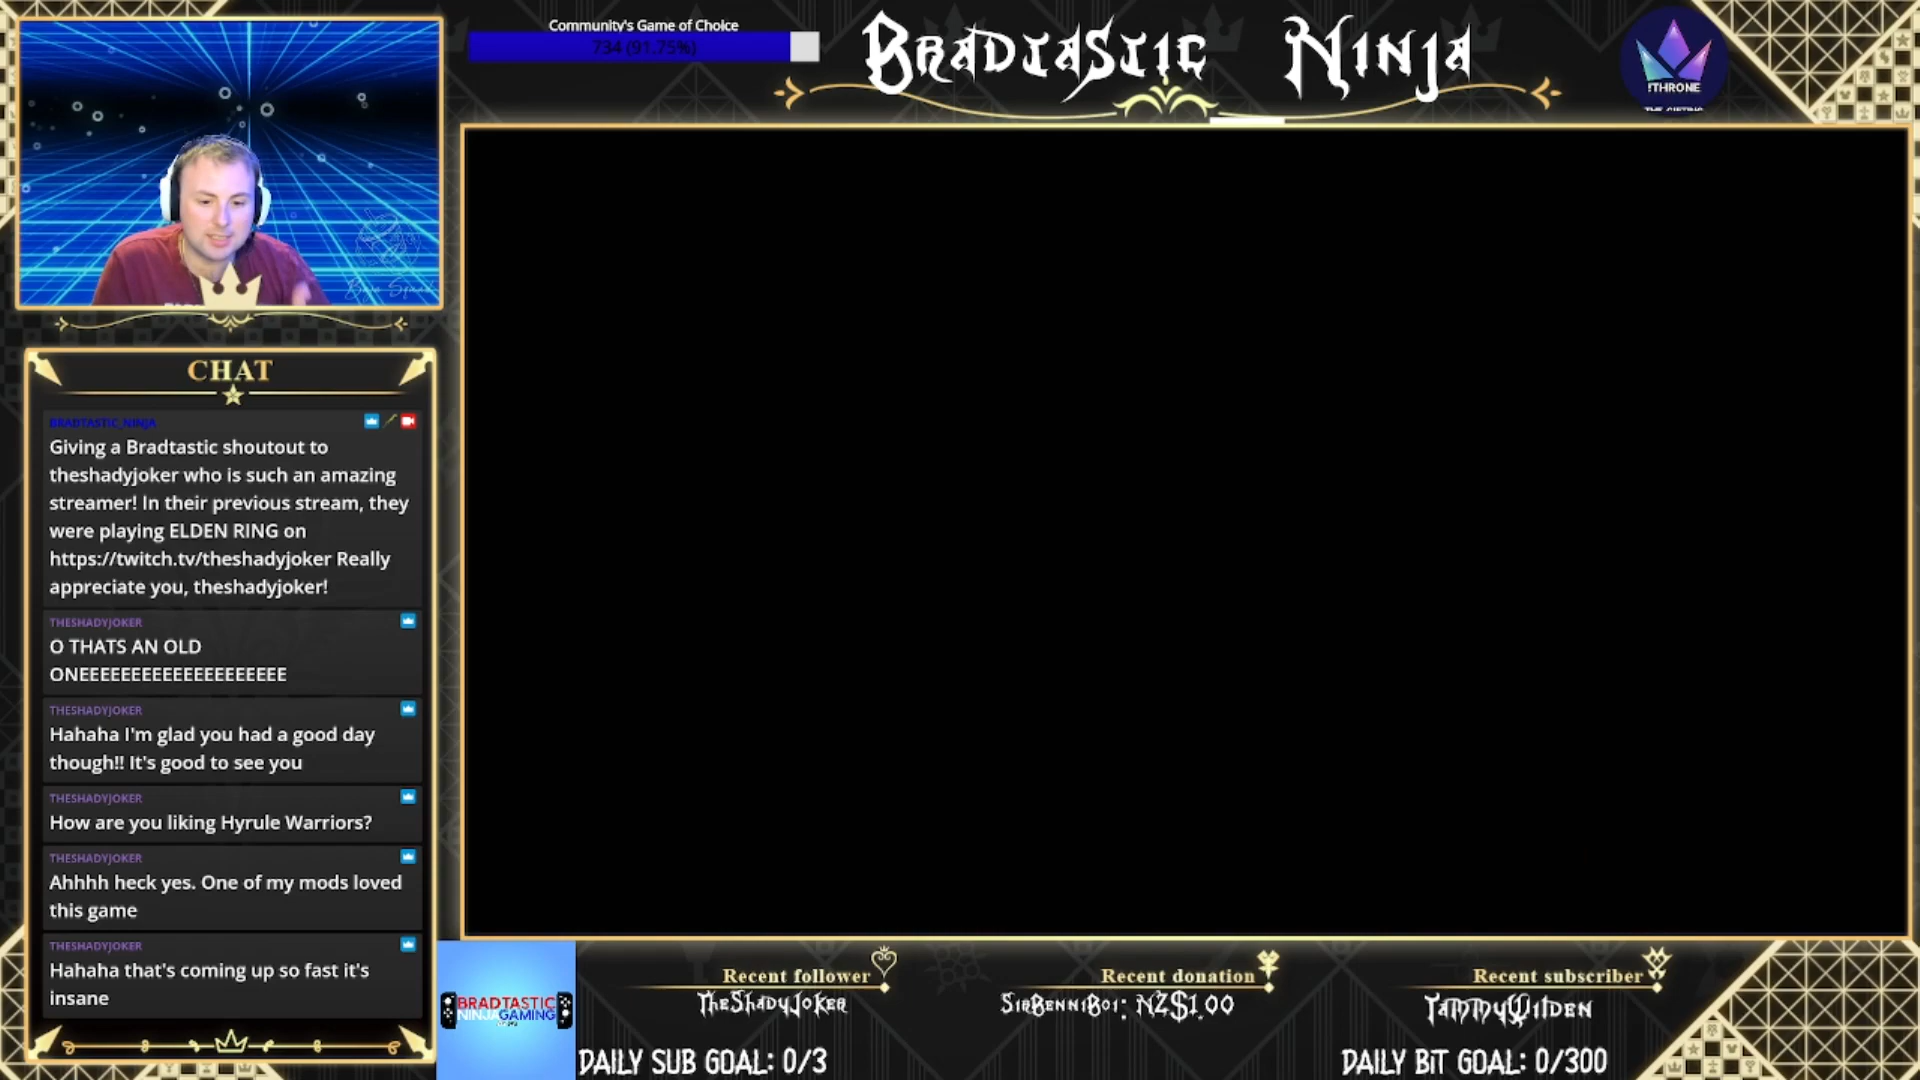 Community's Game of Choice
734 (91.75%)
Bradtastic Ninja
!THRONE
CHAT
BRADTASTIC_NINJA
Giving a Bradtastic shoutout to
theshadyjoker who is such an amazing
streamer! In their previous stream, they
were playing ELDEN RING on
https://twitch.tv/theshadyjoker Really
appreciate you, theshadyjoker!
THESHADYJOKER
O THATS AN OLD
ONEEEEEEEEEEEEEEEEEEEE
THESHADYJOKER
Hahaha I'm glad you had a good day
though!! It's good to see you
THESHADYJOKER
How are you liking Hyrule Warriors?
THESHADYJOKER
Ahhhh heck yes. One of my mods loved
this game
THESHADYJOKER
Hahaha that's coming up so fast it's
insane
BRADTASTIC
NINJAGAMING
Recent follower
TheShadyJoker
Recent donation
SirBenniBoi: NZ$1.00
Recent subscriber
TammyWilden
DAILY SUB GOAL: 0/3
DAILY BIT GOAL: 0/300